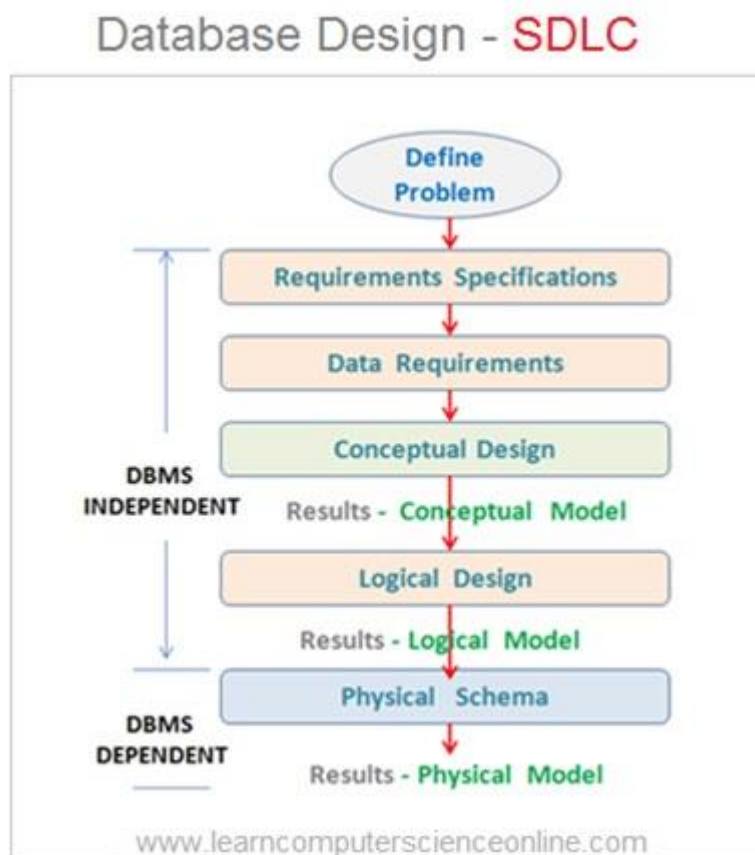 Database Design - SDLC
Define
Problem
Requirements Specifications
Data Requirements
Conceptual Design
DBMS
INDEPENDENT
Results - Conceptual Model
Logical Design
Results - Logical Model
Physical Schema
DBMS
DEPENDENT
Results - Physical Model
www.learncomputerscienceonline.com